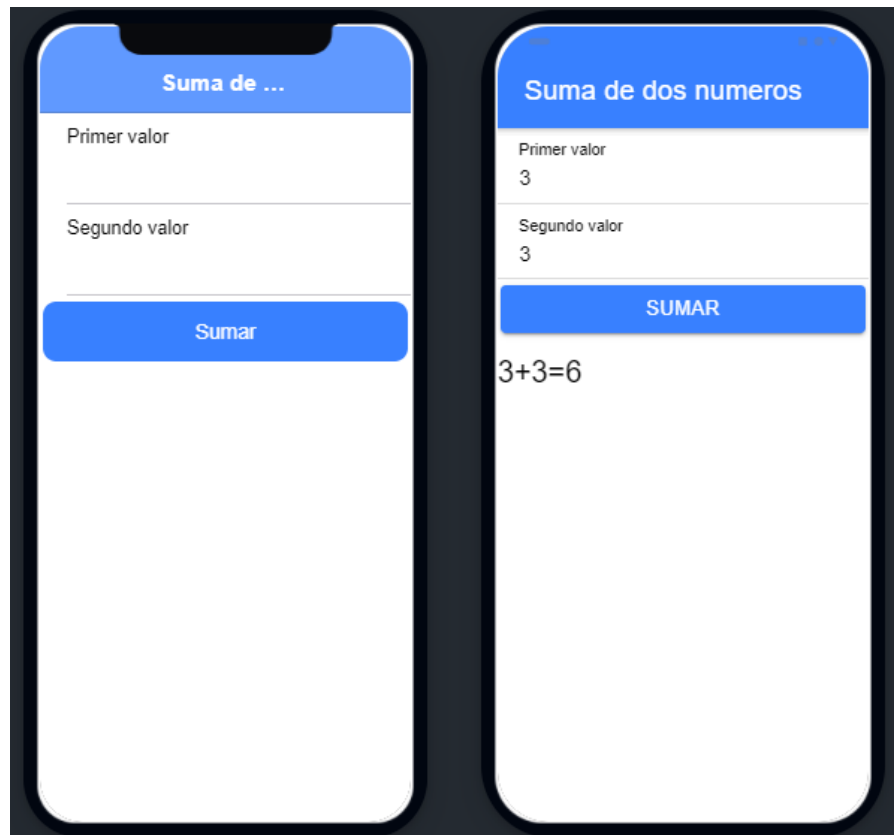 Suma de ...
Primer valor
Segundo valor
Sumar
Suma de dos numeros
Primer valor
3
Segundo valor
3
SUMAR
3+3=6